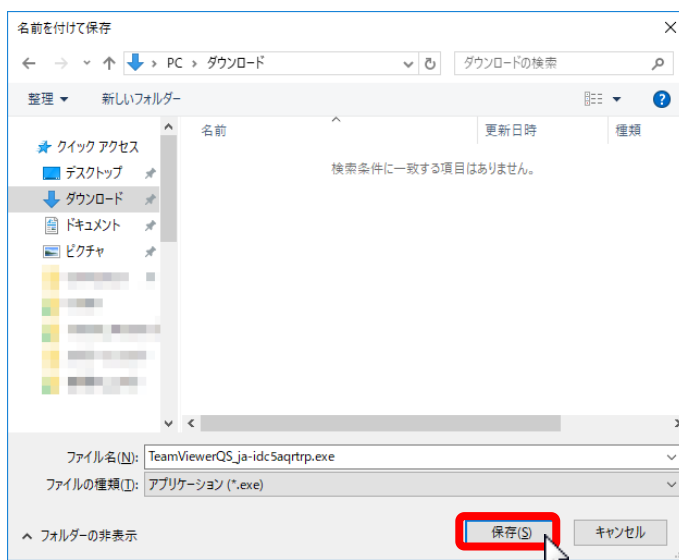 名前を付けて保存
PC › ダウンロード
ダウンロードの検索
整理 新しいフォルダー
名前 更新日時 種類
検索条件に一致する項目はありません。
クイック アクセス
デスクトップ
ダウンロード
ドキュメント
ピクチャ
ファイル名(N): TeamViewerQS_ja-idc5aqrtrp.exe
ファイルの種類(T): アプリケーション (*.exe)
フォルダーの非表示
保存(S) キャンセル